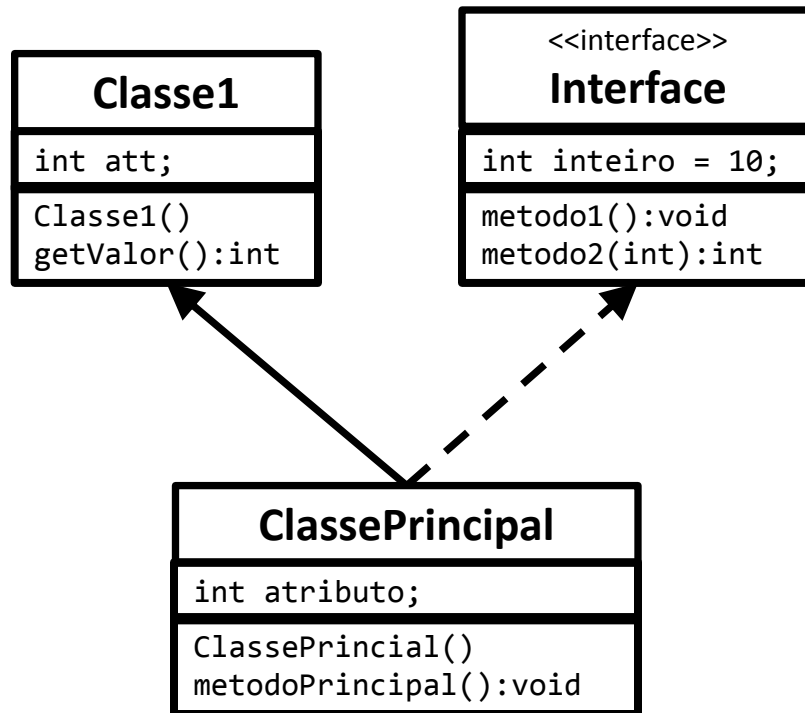 Classe1
int att;
Classe1()
getValor():int
<<interface>>
Interface
int inteiro = 10;
metodo1():void
metodo2(int):int
ClassePrincipal
int atributo;
ClassePrincial()
metodoPrincipal():void